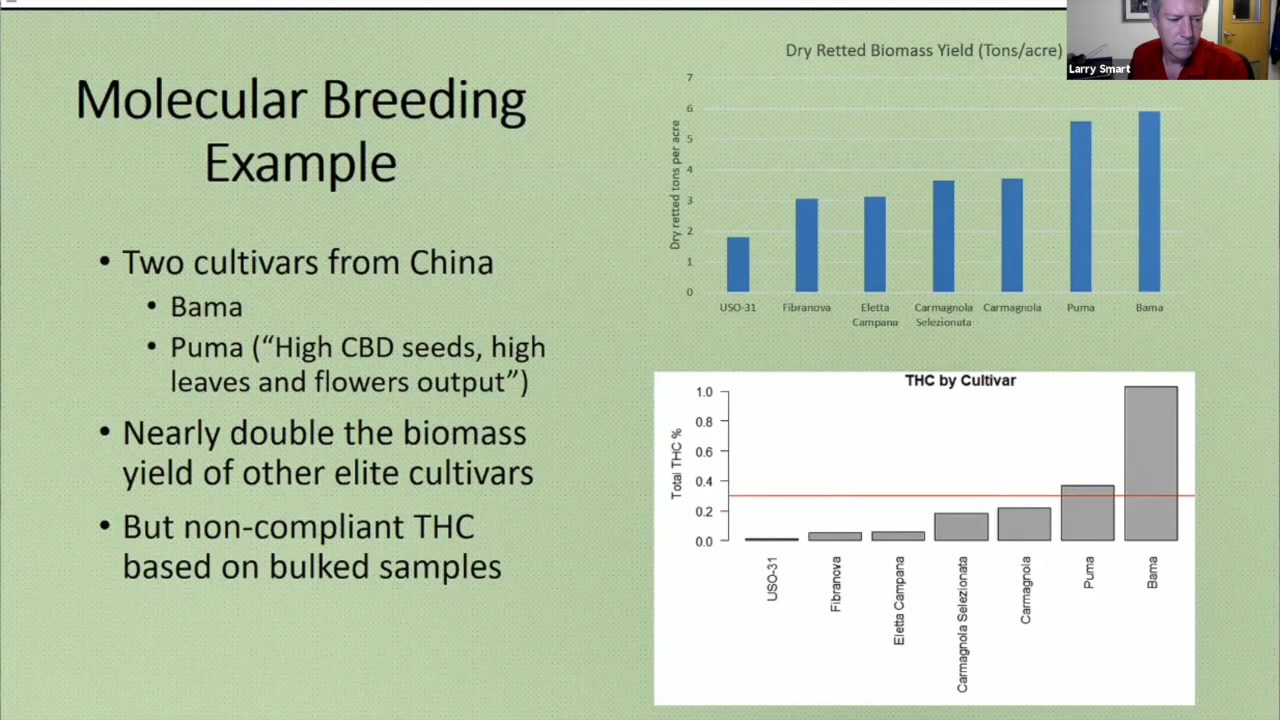 Molecular Breeding
Example
• Two cultivars from China
• Bama
• Puma (“High CBD seeds, high
leaves and flowers output”)
• Nearly double the biomass
yield of other elite cultivars
• But non-compliant THC
based on bulked samples
Larry Smart
Dry Retted Biomass Yield (Tons/acre)
Dry retted tons per acre
7
6
5
4
3
2
1
0
USO-31 Fibranova Eletta Carmagnola Carmagnola Puma Bama
Campana Selezionata
THC by Cultivar
Total THC %
1.0
0.8
0.6
0.4
0.2
0.0
USO-31
Fibranova
Eletta Campana
Carmagnola Selezionata
Carmagnola
Puma
Bama